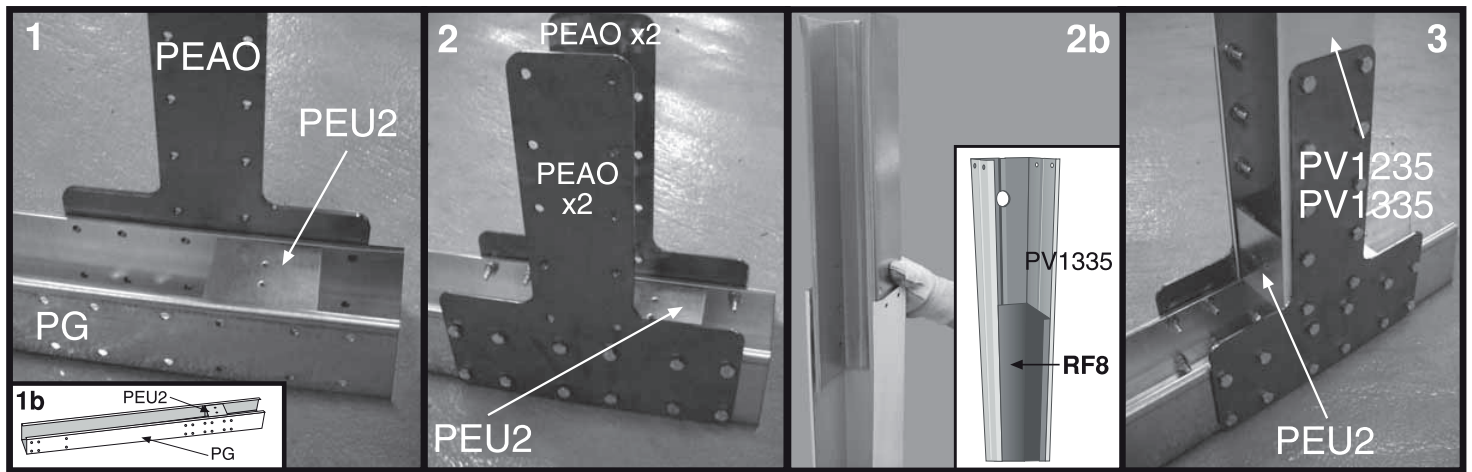 1
PEAO
PEU2
PG
1b
PEU2
PG
2
PEAO x2
PEAO
x2
PEU2
2b
PV1335
RF8
3
PV1235
PV1335
PEU2